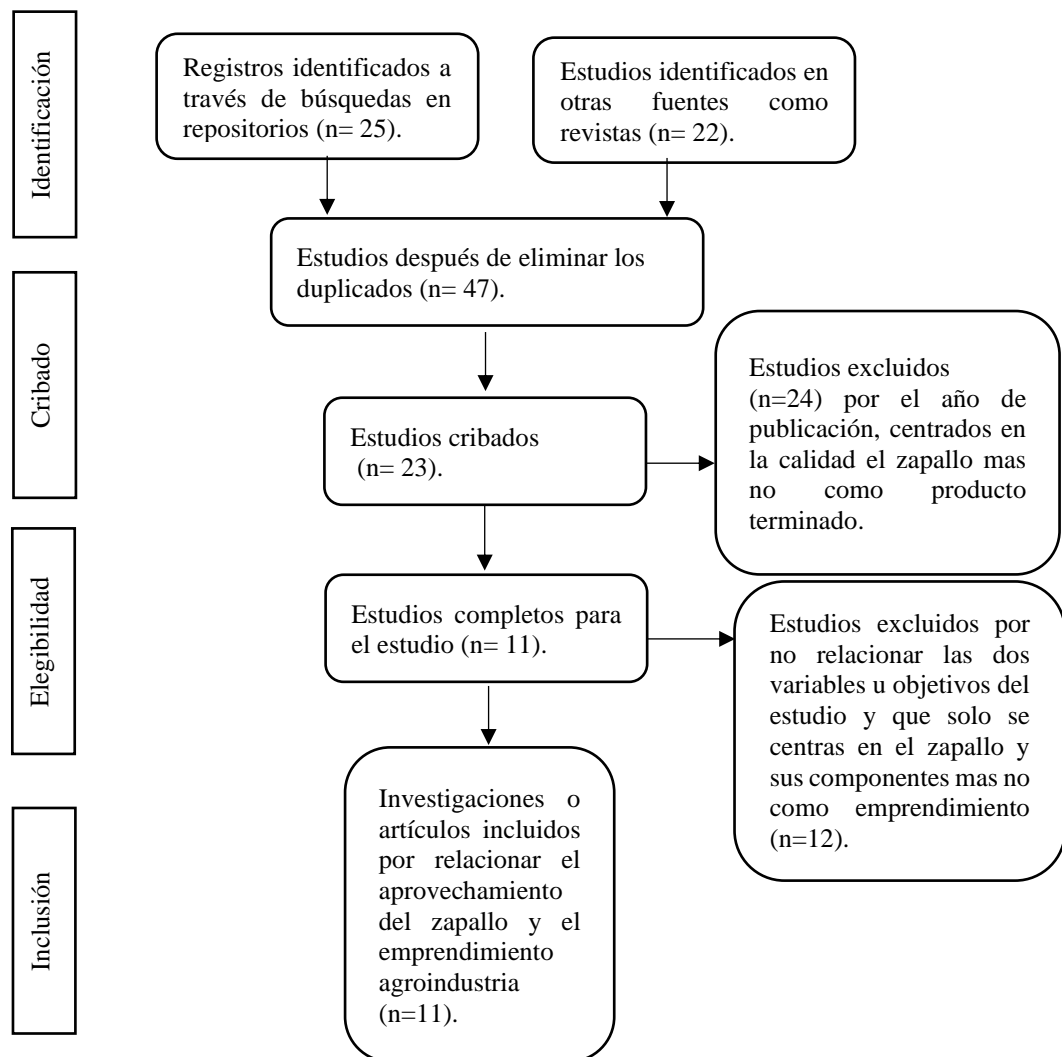 Identificación
Registros identificados a
través de búsquedas en
repositorios (n= 25).
Estudios identificados en
otras fuentes como
revistas (n= 22).
Estudios después de eliminar los
duplicados (n= 47).
Cribado
Estudios cribados
(n= 23).
Estudios excluidos
(n=24) por el año de
publicación, centrados en
la calidad el zapallo mas
no como producto
terminado.
Elegibilidad
Estudios completos para
el estudio (n= 11).
Estudios excluidos por
no relacionar las dos
variables u objetivos del
estudio y que solo se
centras en el zapallo y
sus componentes mas no
como emprendimiento
(n=12).
Inclusión
Investigaciones o
artículos incluidos
por relacionar el
aprovechamiento
del zapallo y el
emprendimiento
agroindustria
(n=11).